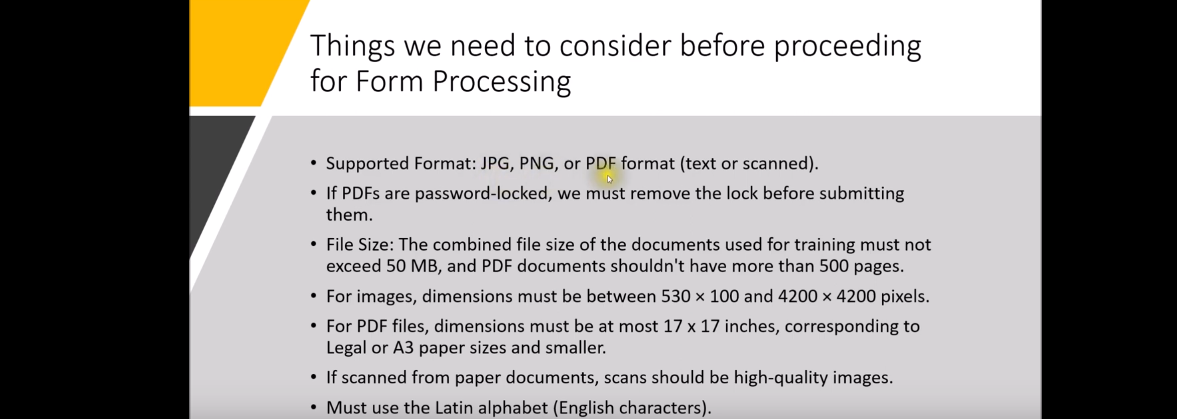 Things we need to consider before proceeding
for Form Processing
• Supported Format: JPG, PNG, or PDF format (text or scanned).
• If PDFs are password-locked, we must remove the lock before submitting
them.
• File Size: The combined file size of the documents used for training must not
exceed 50 MB, and PDF documents shouldn't have more than 500 pages.
• For images, dimensions must be between 530 × 100 and 4200 × 4200 pixels.
• For PDF files, dimensions must be at most 17 x 17 inches, corresponding to
Legal or A3 paper sizes and smaller.
• If scanned from paper documents, scans should be high-quality images.
• Must use the Latin alphabet (English characters).